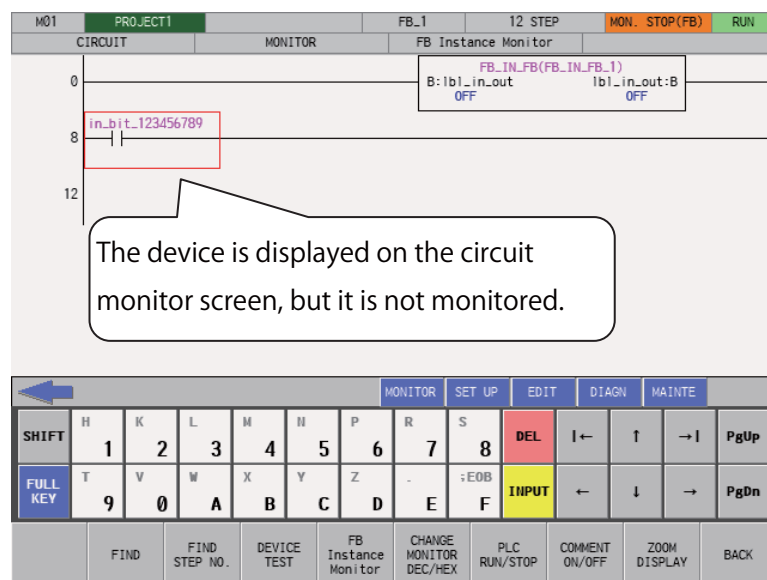 M01 PROJECT1 FB_1 12 STEP MON. STOP(FB) RUN
CIRCUIT MONITOR FB Instance Monitor
FB_IN_FB(FB_IN_FB_1)
0 B:lbl_in_out lbl_in_out:B
OFF OFF
in_bit_123456789
8
12
The device is displayed on the circuit
monitor screen, but it is not monitored.
MONITOR SET UP EDIT DIAGN MAINTE
SHIFT H 1 K 2 L 3 M 4 N 5 P 6 R 7 S 8 DEL |← ↑ →| PgUp
FULL KEY T 9 V 0 W A X B Y C Z D . E ;EOB F INPUT ← ↓ → PgDn
FIND FIND STEP NO. DEVICE TEST FB Instance Monitor CHANGE MONITOR DEC/HEX PLC RUN/STOP COMMENT ON/OFF ZOOM DISPLAY BACK